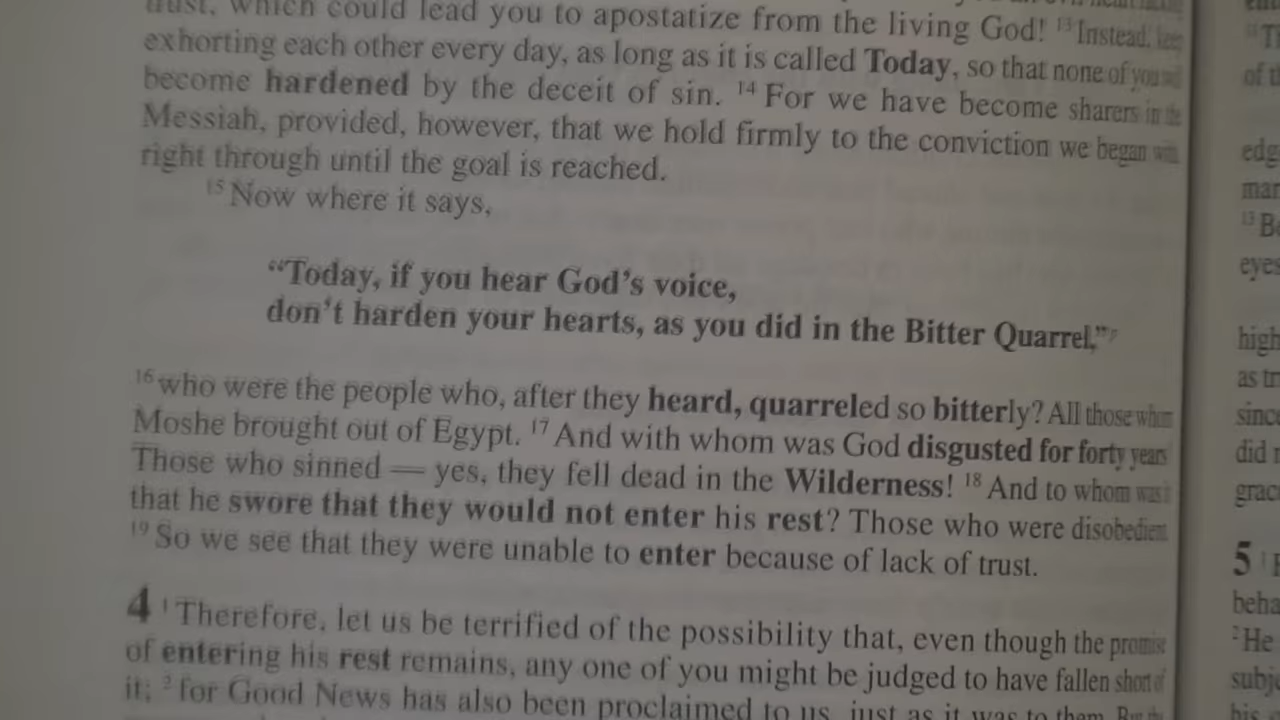 trust, which could lead you to apostatize from the living God! 13 Instead, keep
exhorting each other every day, as long as it is called Today, so that none of you will
become hardened by the deceit of sin. 14 For we have become sharers in the
Messiah, provided, however, that we hold firmly to the conviction we began with,
right through until the goal is reached.
15 Now where it says,
“Today, if you hear God’s voice,
don’t harden your hearts, as you did in the Bitter Quarrel,”
16 who were the people who, after they heard, quarreled so bitterly? All those whom
Moshe brought out of Egypt. 17 And with whom was God disgusted for forty years
Those who sinned — yes, they fell dead in the Wilderness! 18 And to whom was it
that he swore that they would not enter his rest? Those who were disobedient.
19 So we see that they were unable to enter because of lack of trust.
4 1 Therefore, let us be terrified of the possibility that, even though the promise
of entering his rest remains, any one of you might be judged to have fallen short of
it; 2 for Good News has also been proclaimed to us, just as it was to them. But the
edg
mar
13 Be
eyes
high
as tr
since
did n
grac
5 1
beha
2 He
subje
his